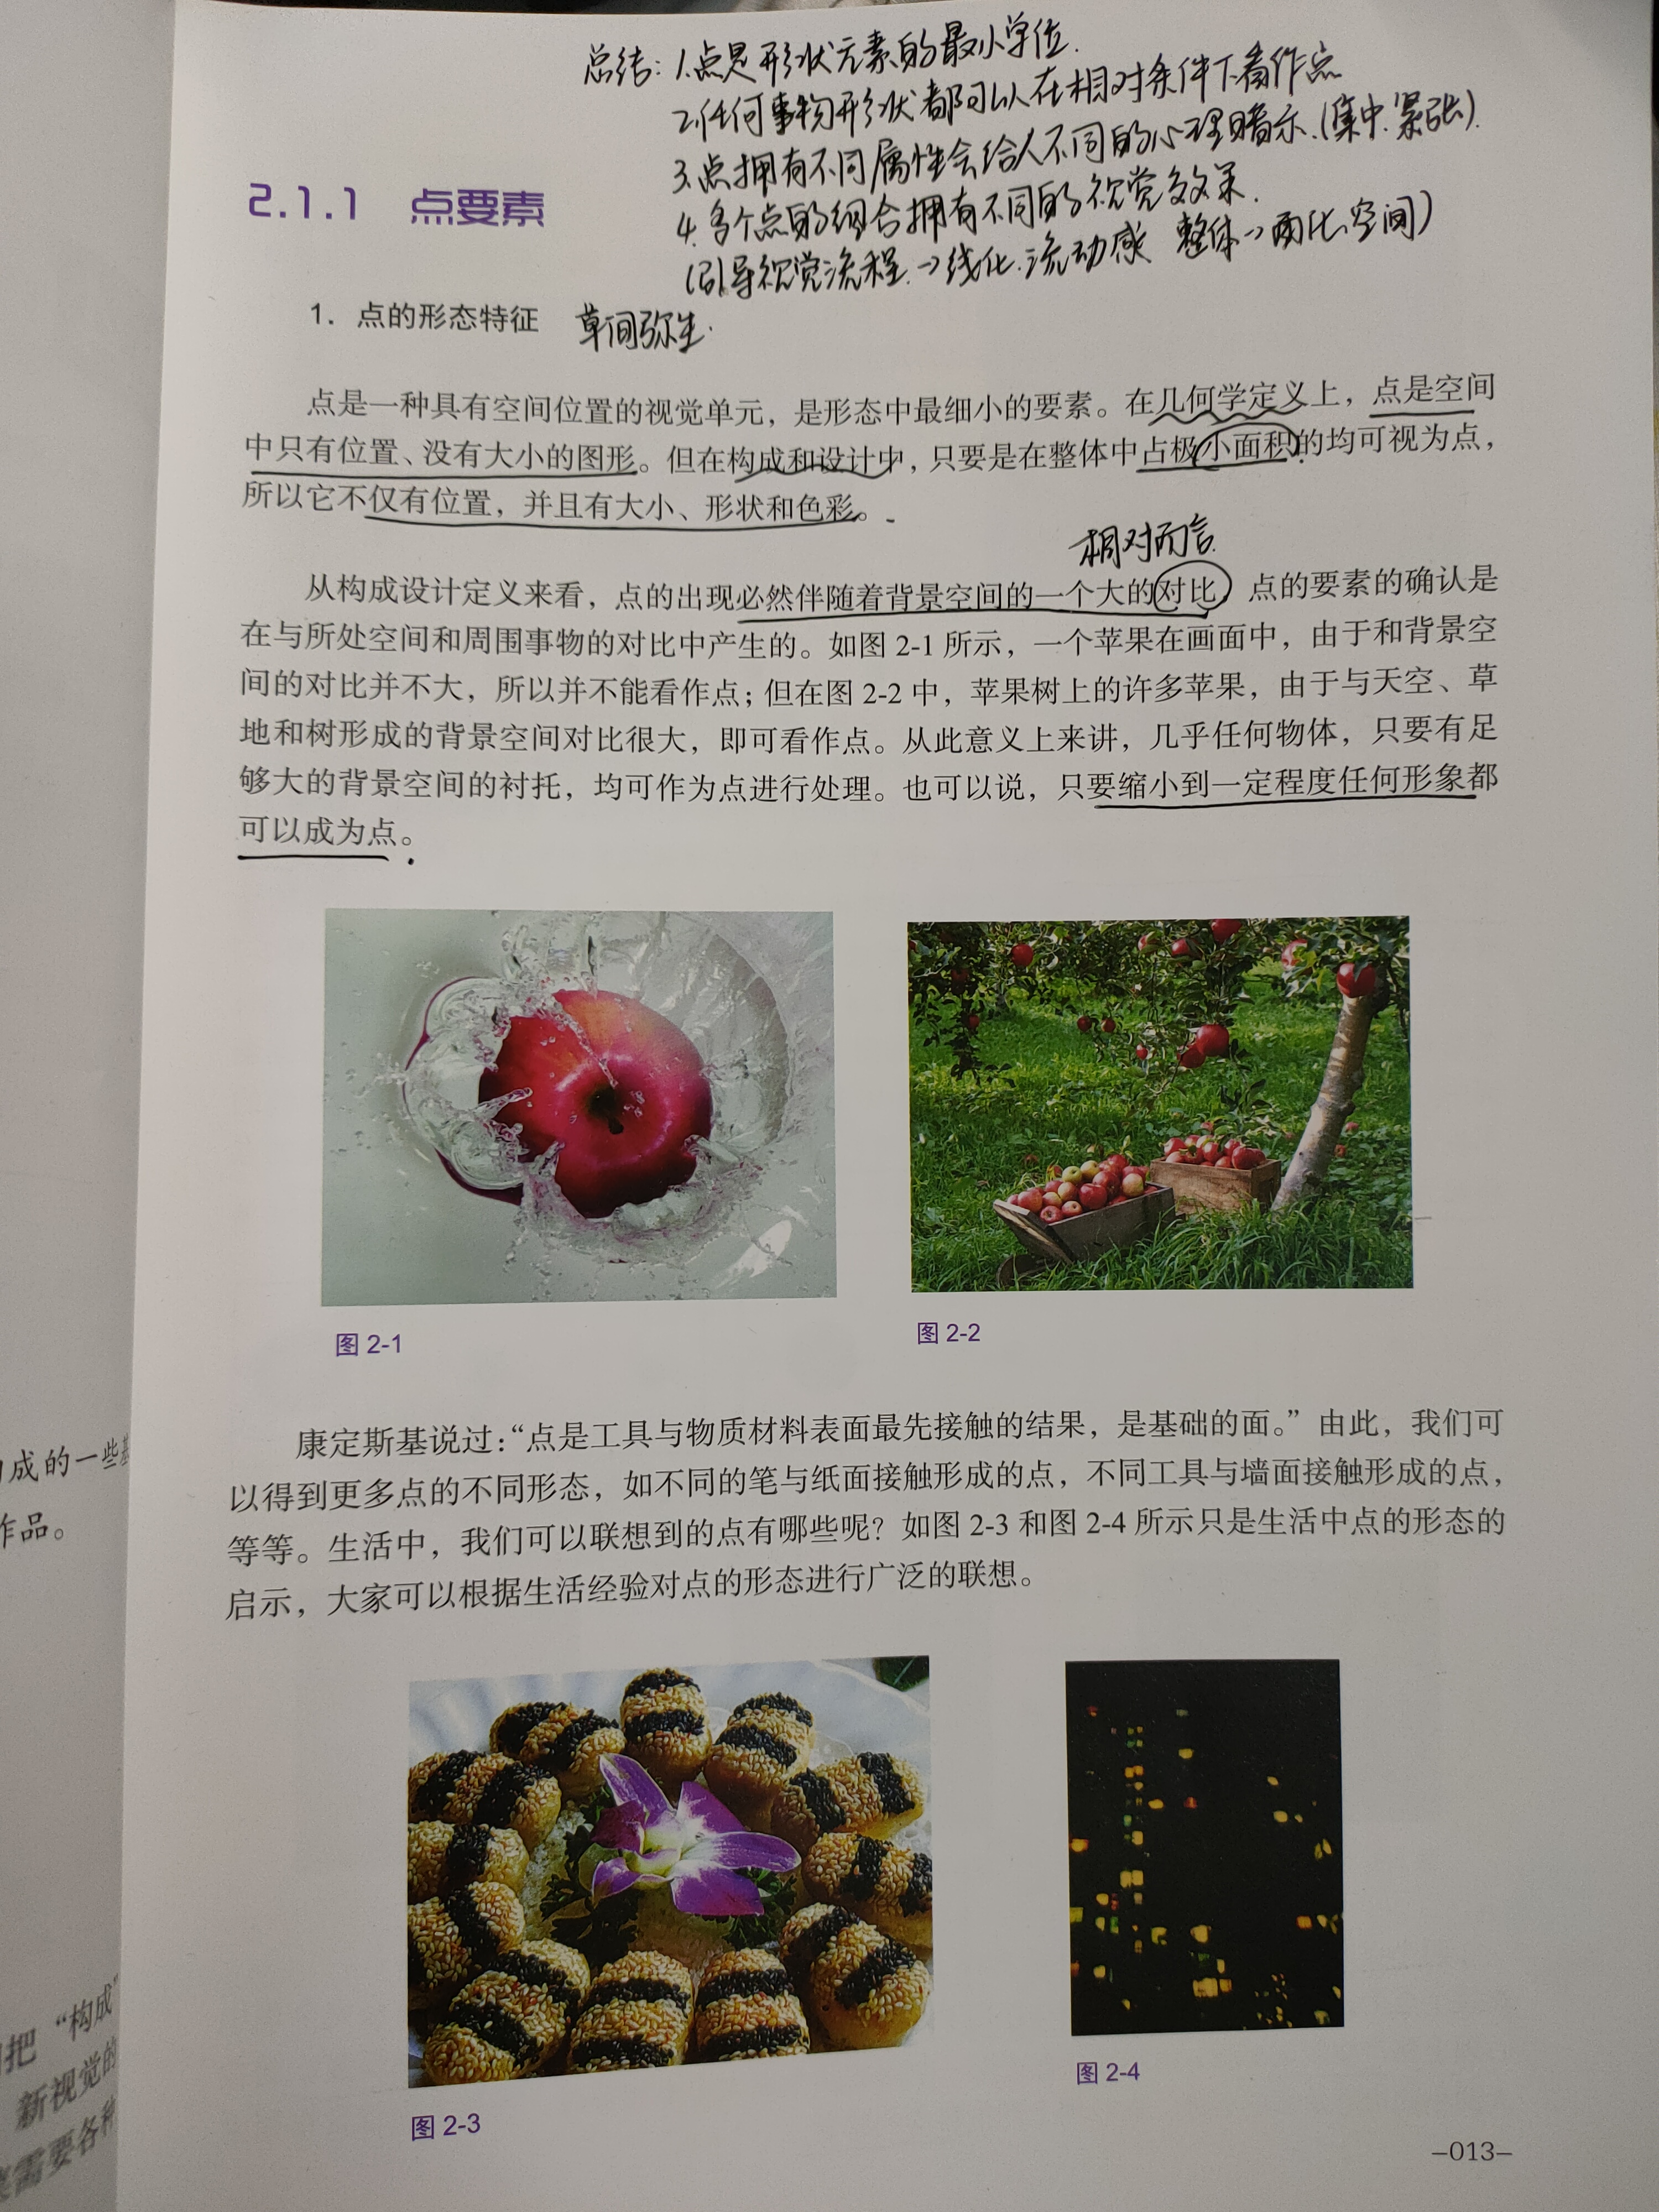 总结：1.点是形状元素的最小单位.
2.任何事物形状都可以在相对条件下看作点
3.点拥有不同属性会给人不同的心理暗示.(集中.紧张).
4.多个点的组合拥有不同的视觉效果.
(引导视觉流程.→线化.流动感 整体→面化.空间)
2.1.1 点要素
1. 点的形态特征 草间弥生.
点是一种具有空间位置的视觉单元，是形态中最细小的要素。在几何学定义上，点是空间
中只有位置、没有大小的图形。但在构成和设计中，只要是在整体中占极小面积的均可视为点，
所以它不仅有位置，并且有大小、形状和色彩。
相对而言.
从构成设计定义来看，点的出现必然伴随着背景空间的一个大的对比，点的要素的确认是
在与所处空间和周围事物的对比中产生的。如图 2-1 所示，一个苹果在画面中，由于和背景空
间的对比并不大，所以并不能看作点；但在图 2-2 中，苹果树上的许多苹果，由于与天空、草
地和树形成的背景空间对比很大，即可看作点。从此意义上来讲，几乎任何物体，只要有足
够大的背景空间的衬托，均可作为点进行处理。也可以说，只要缩小到一定程度任何形象都
可以成为点。
图 2-1
图 2-2
康定斯基说过：“点是工具与物质材料表面最先接触的结果，是基础的面。”由此，我们可
以得到更多点的不同形态，如不同的笔与纸面接触形成的点，不同工具与墙面接触形成的点，
等等。生活中，我们可以联想到的点有哪些呢？如图 2-3 和图 2-4 所示只是生活中点的形态的
启示，大家可以根据生活经验对点的形态进行广泛的联想。
图 2-3
图 2-4
–013–
成的一些
作品。
把“构成”
新视觉的
需要各种